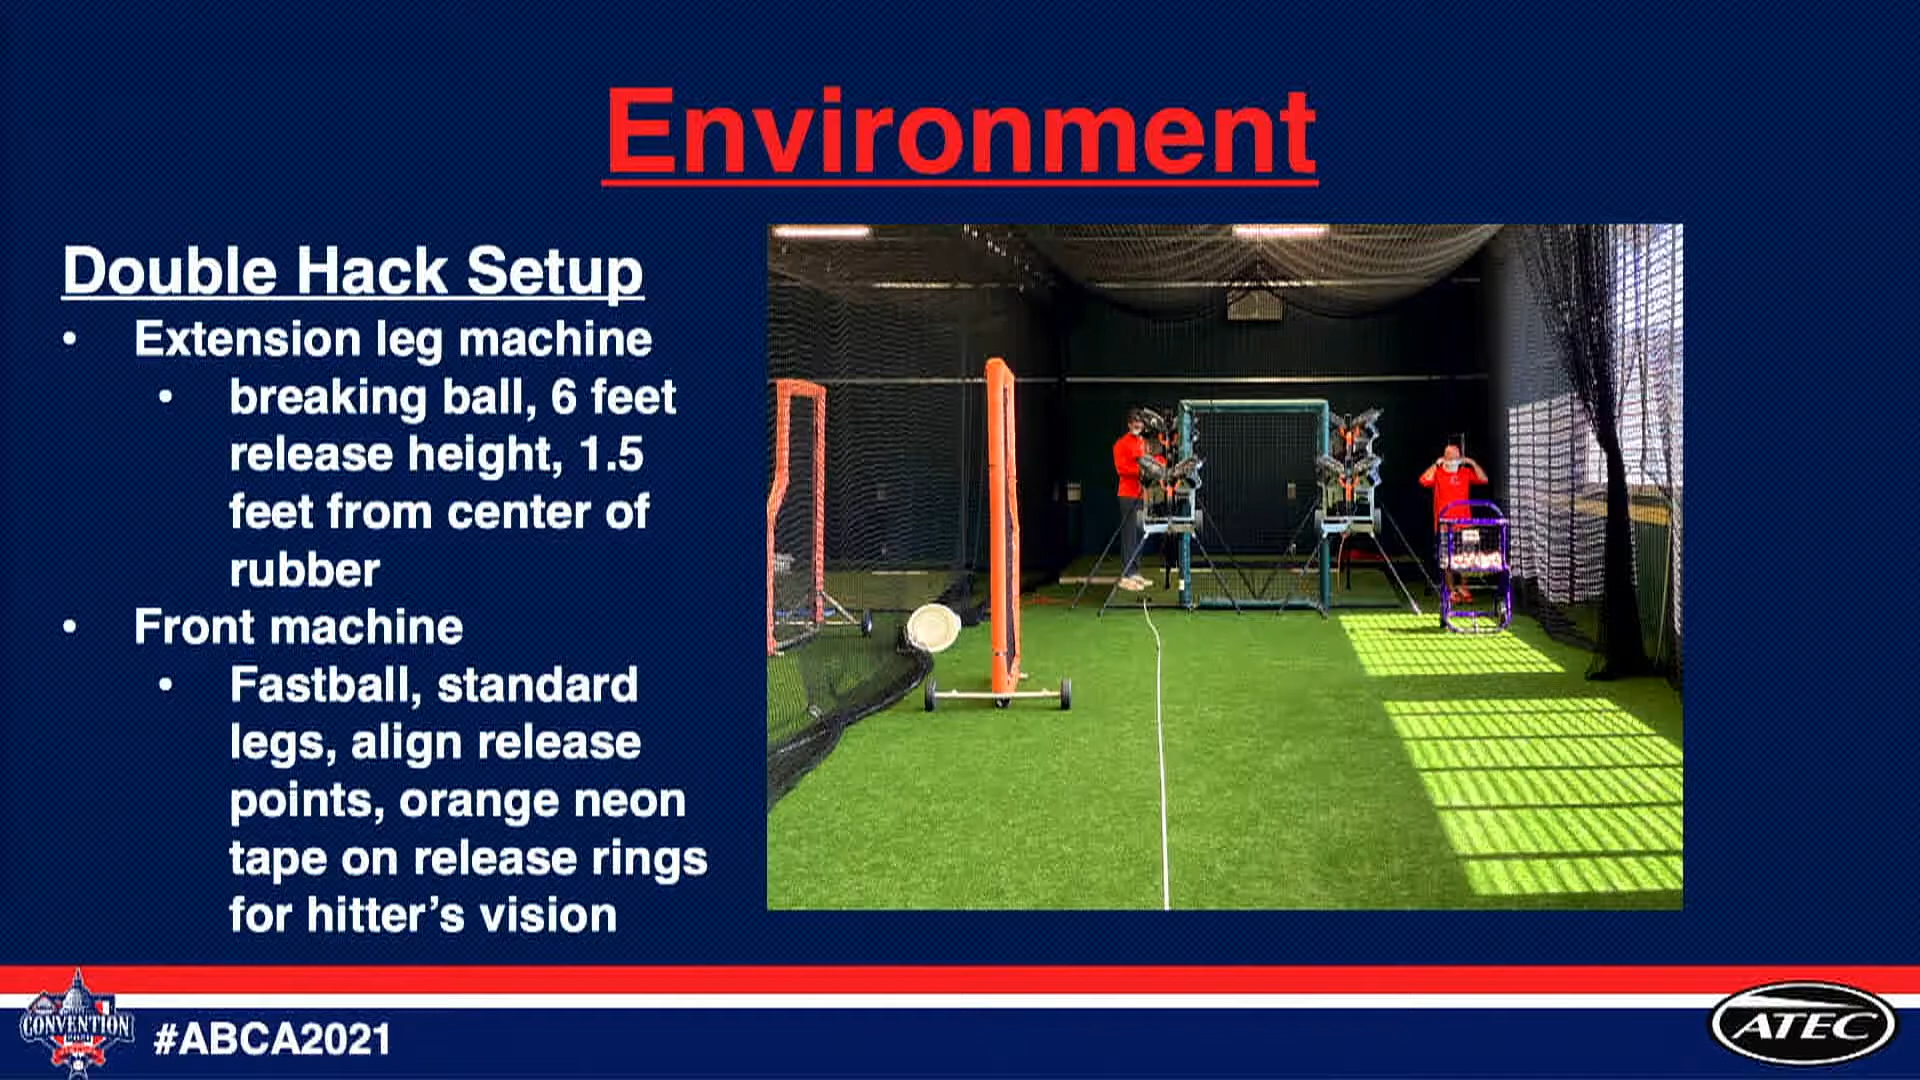 Environment
Double Hack Setup
• Extension leg machine
• breaking ball, 6 feet
release height, 1.5
feet from center of
rubber
• Front machine
• Fastball, standard
legs, align release
points, orange neon
tape on release rings
for hitter’s vision
CONVENTION
#ABCA2021
ATEC